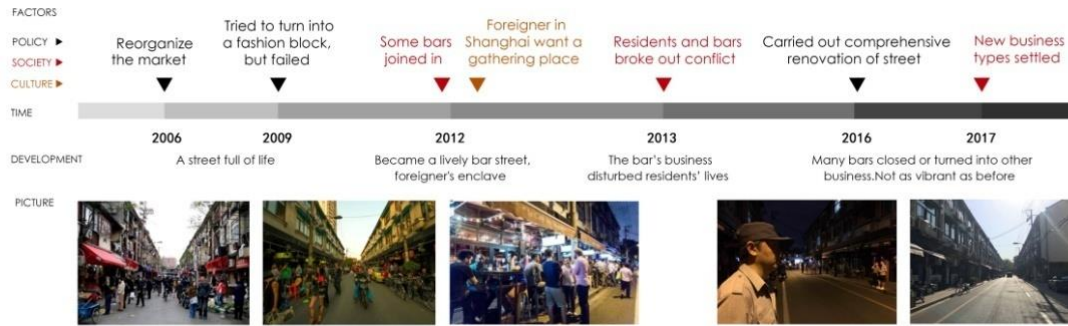 FACTORS
POLICY
SOCIETY
CULTURE
Reorganize
the market
Tried to turn into
a fashion block,
but failed
Some bars
joined in
Foreigner in
Shanghai want a
gathering place
Residents and bars
broke out conflict
Carried out comprehensive
renovation of street
New business
types settled
TIME
2006
2009
2012
2013
2016
2017
DEVELOPMENT
A street full of life
Became a lively bar street,
foreigner's enclave
The bar's business
disturbed residents' lives
Many bars closed or turned into other
business.Not as vibrant as before
PICTURE